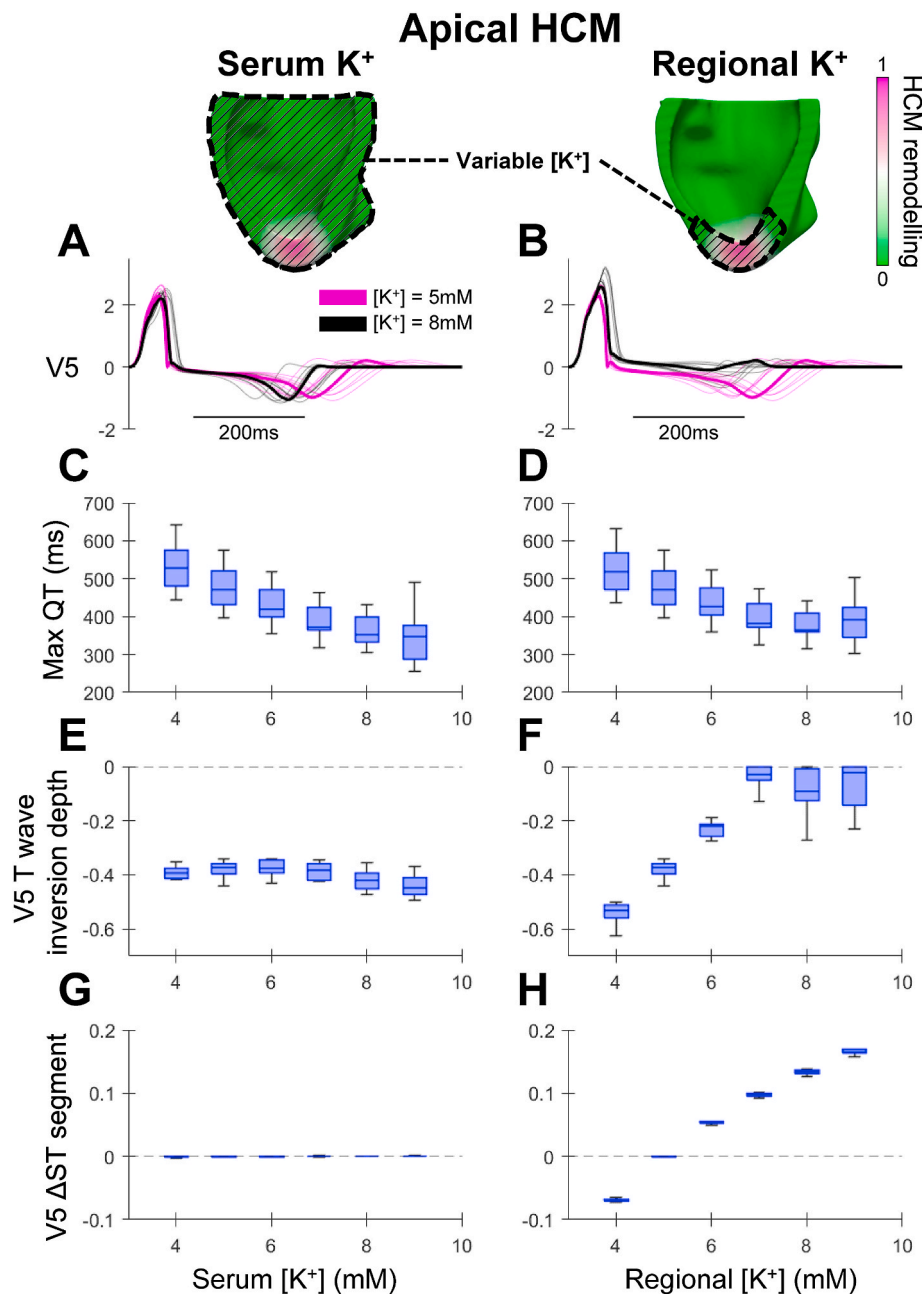 Apical HCM
Serum K⁺
Regional K⁺
1
HCM remodelling
0
Variable [K⁺]
A
B
[K⁺] = 5mM
[K⁺] = 8mM
2
0
-2
V5
200ms
2
0
-2
200ms
C
D
Max QT (ms)
700
600
500
400
300
200
4
6
8
10
700
600
500
400
300
200
4
6
8
10
E
F
V5 T wave
inversion depth
0
-0.2
-0.4
-0.6
4
6
8
10
0
-0.2
-0.4
-0.6
4
6
8
10
G
H
V5 ΔST segment
0.2
0.1
0
-0.1
4
6
8
10
Serum [K⁺] (mM)
0.2
0.1
0
-0.1
4
6
8
10
Regional [K⁺] (mM)